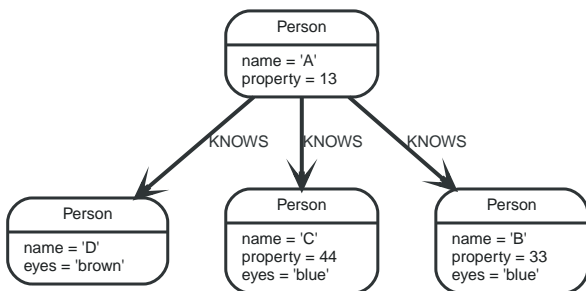 Person
name = 'A'
property = 13
KNOWS
KNOWS
KNOWS
Person
name = 'D'
eyes = 'brown'
Person
name = 'C'
property = 44
eyes = 'blue'
Person
name = 'B'
property = 33
eyes = 'blue'